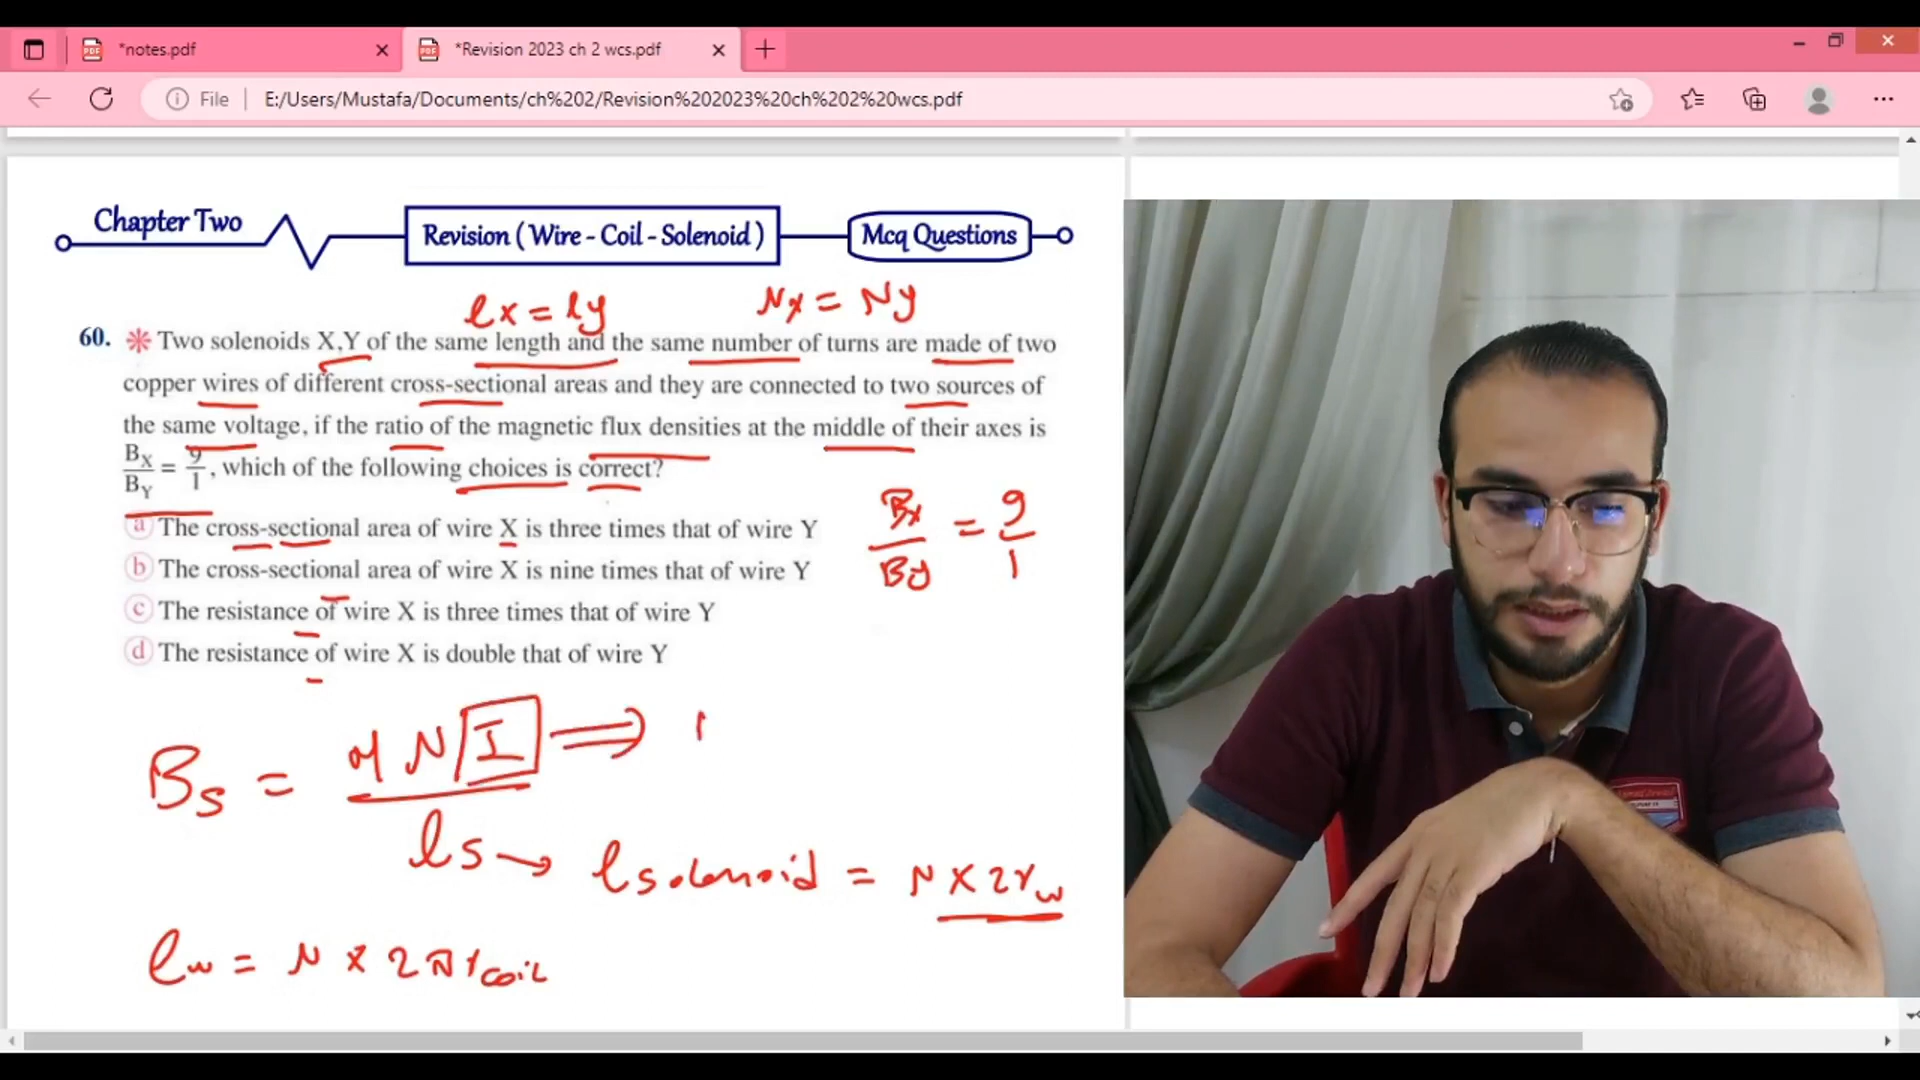 *notes.pdf
*Revision 2023 ch 2 wcs.pdf
File
E:/Users/Mustafa/Documents/ch%202/Revision%202023%20ch%202%20wcs.pdf
Chapter Two
Revision ( Wire - Coil - Solenoid )
Mcq Questions
lx = ly
Nx = Ny
60. * Two solenoids X,Y of the same length and the same number of turns are made of two
copper wires of different cross-sectional areas and they are connected to two sources of
the same voltage, if the ratio of the magnetic flux densities at the middle of their axes is
BX/BY = 9/1, which of the following choices is correct?
a The cross-sectional area of wire X is three times that of wire Y
b The cross-sectional area of wire X is nine times that of wire Y
c The resistance of wire X is three times that of wire Y
d The resistance of wire X is double that of wire Y
Bx/By = 9/1
Bs = M N I / ls ⇒
ls → lsolenoid = N x 2rw
lw = N x 2πrcoil